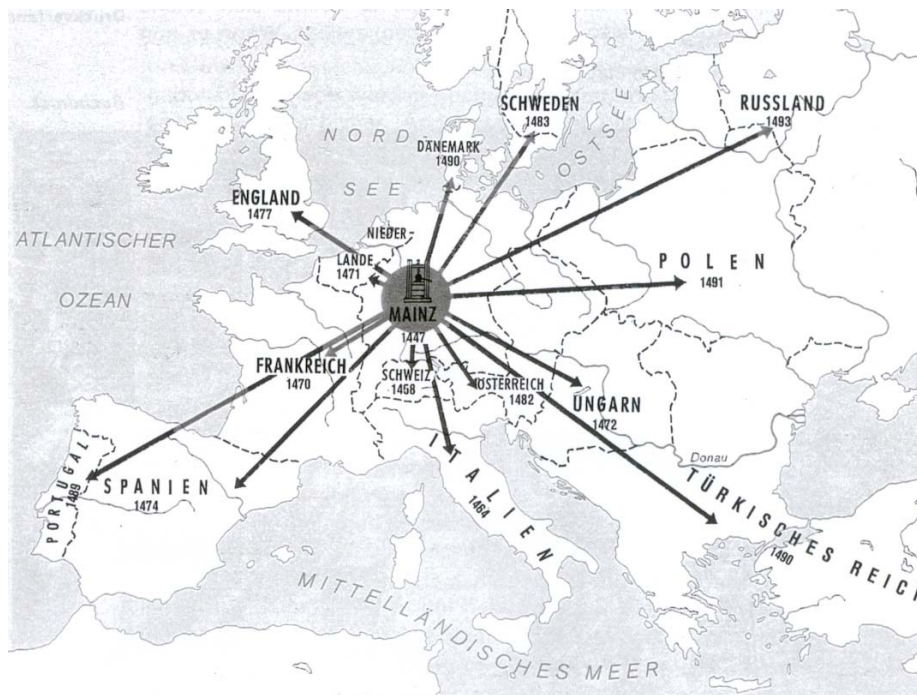 SCHWEDEN
1483
RUSSLAND
1493
NORD-
SEE
DÄNEMARK
1490
OSTSEE
ENGLAND
1477
NIEDER-
LANDE
1471
ATLANTISCHER
OZEAN
POLEN
1491
MAINZ
1447
FRANKREICH
1470
SCHWEIZ
1458
ÖSTERREICH
1482
UNGARN
1472
ITALIEN
1464
Donau
PORTUGAL
1489
SPANIEN
1474
TÜRKISCHES REICH
1490
MITTELLÄNDISCHES MEER